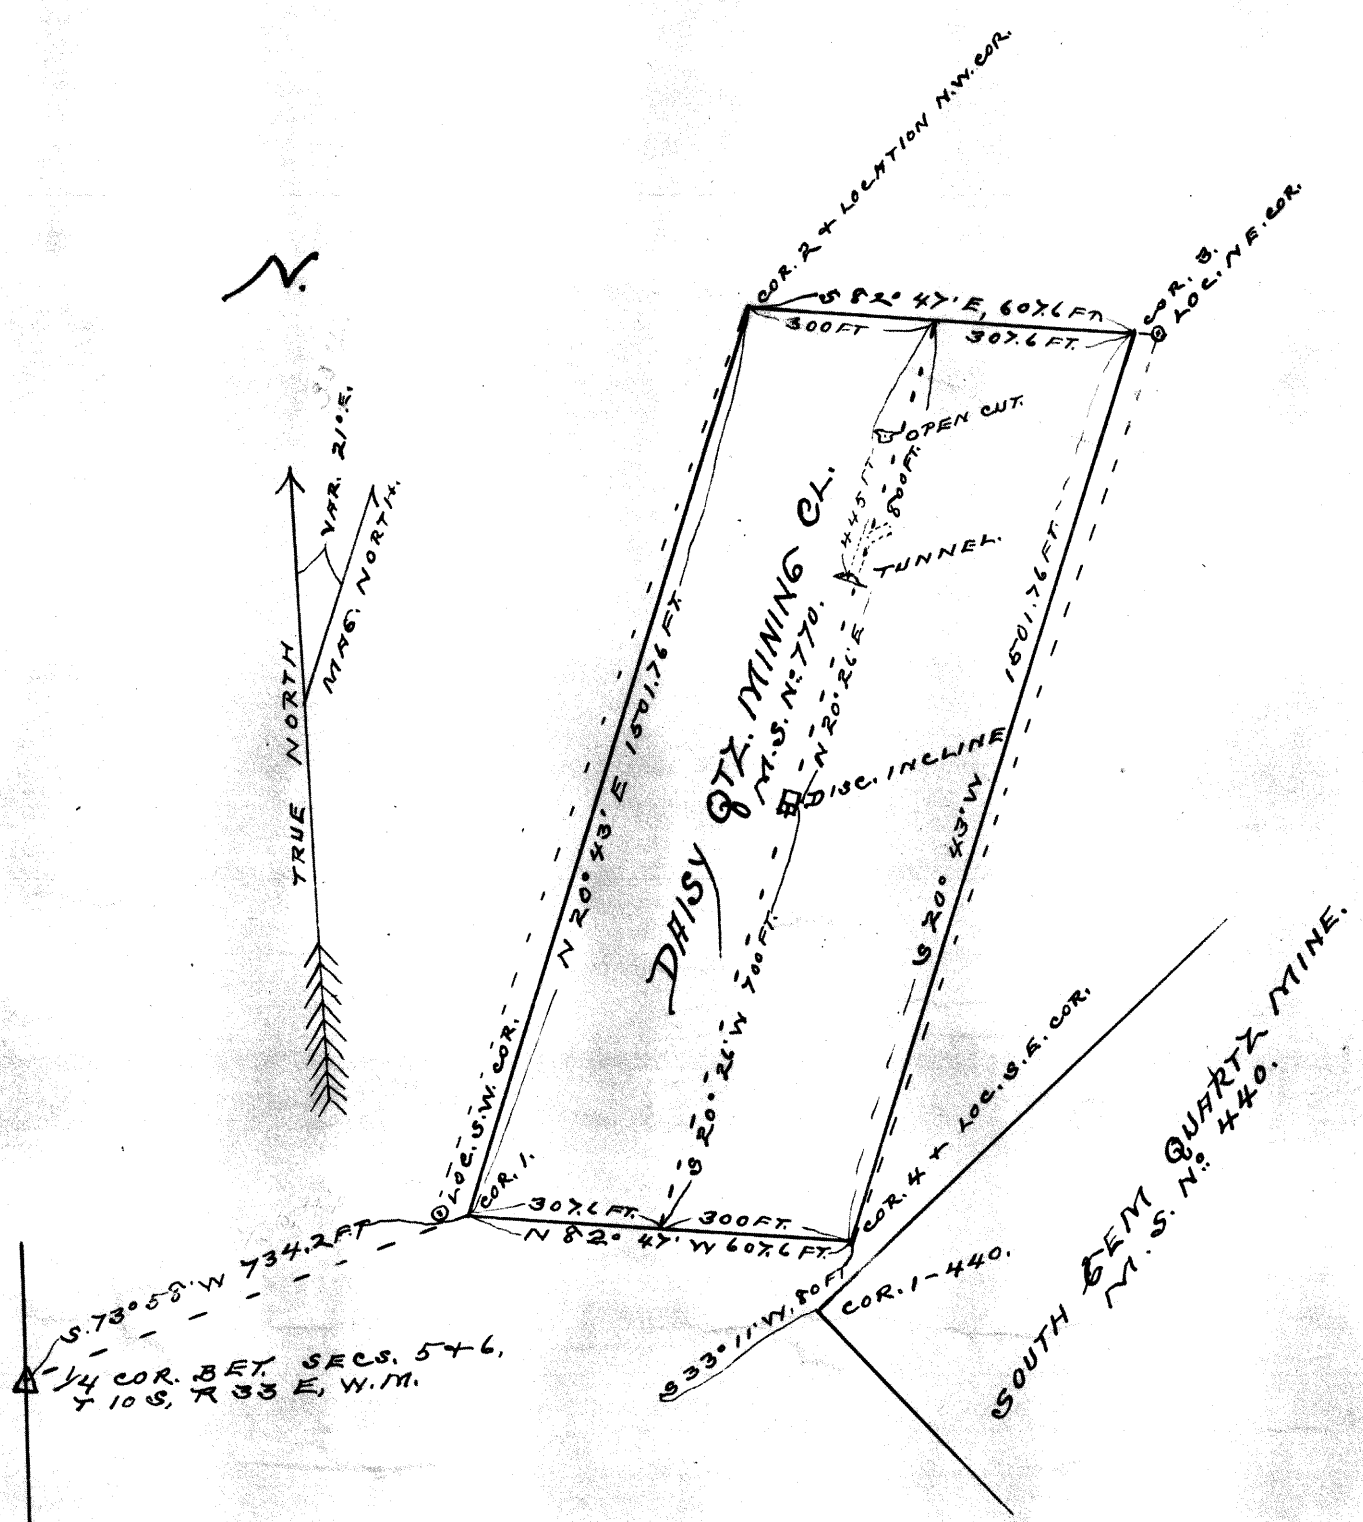 N.
COR. 2 + LOCATION N.W. COR.
COR. 3.
LOC. N.E. COR.
S 82° 47' E, 607.6 FT.
300 FT
307.6 FT.
OPEN CUT.
445 FT
800 FT.
TUNNEL.
VAR. 21° E.
MAG. NORTH.
TRUE NORTH
N 20° 43' E 1501.76 FT.
DAISY QTZ. MINING CL.
M.S. Nº 770.
N 20° 26' E
DISC. INCLINE
1501.76 FT.
S 20° 43' W
S 20° 26' W 700 FT.
LOC. S.W. COR.
COR. 1.
307.6 FT.
300 FT.
N 82° 47' W 607.6 FT.
COR. 4 + LOC. S.E. COR.
S. 73° 58' W 734.2 FT
1/4 COR. BET. SECS. 5 + 6,
T 10 S, R 33 E, W.M.
S 33° 11' W. 80 FT
COR. 1 - 440.
SOUTH GEM QUARTZ MINE.
M. S. Nº 440.